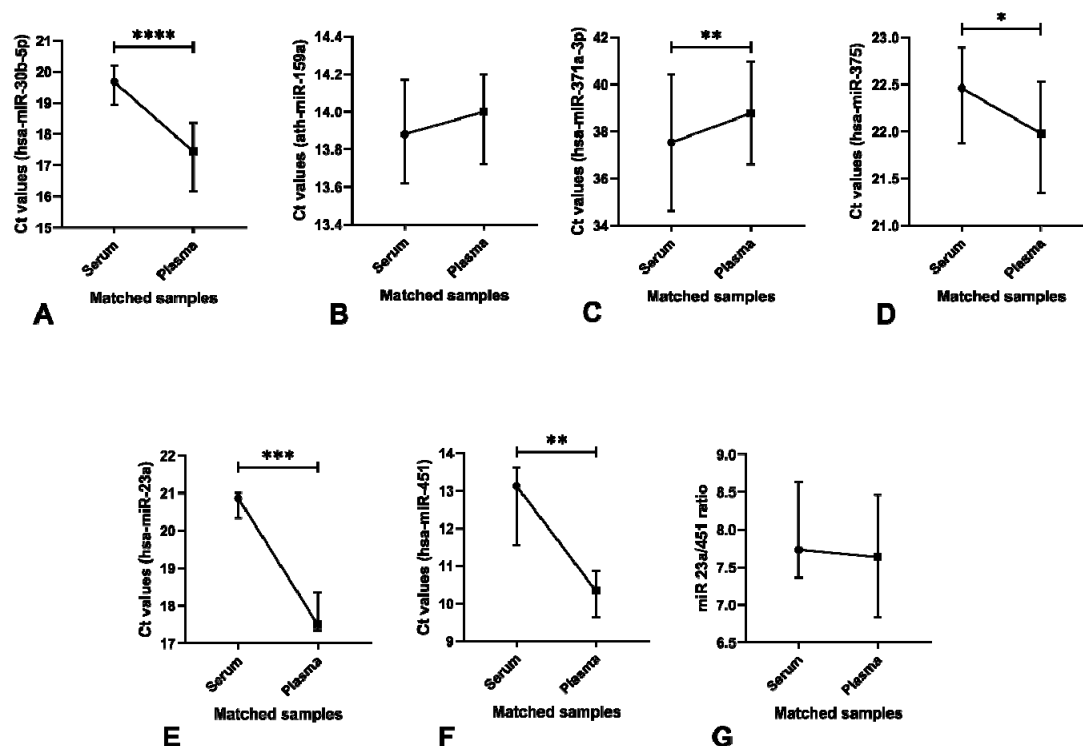 ****
21
20
19
18
17
16
15
Ct values (hsa-miR-30b-5p)
Serum
Plasma
Matched samples
A
14.4
14.2
14.0
13.8
13.6
13.4
Ct values (ath-miR-159a)
Serum
Plasma
Matched samples
B
**
42
40
38
36
34
Ct values (hsa-miR-371a-3p)
Serum
Plasma
Matched samples
C
*
23.0
22.5
22.0
21.5
21.0
Ct values (hsa-miR-375)
Serum
Plasma
Matched samples
D
***
22
21
20
19
18
17
Ct values (hsa-miR-23a)
Serum
Plasma
Matched samples
E
**
14
13
12
11
10
9
Ct values (hsa-miR-451)
Serum
Plasma
Matched samples
F
9.0
8.5
8.0
7.5
7.0
6.5
miR 23a/451 ratio
Serum
Plasma
Matched samples
G